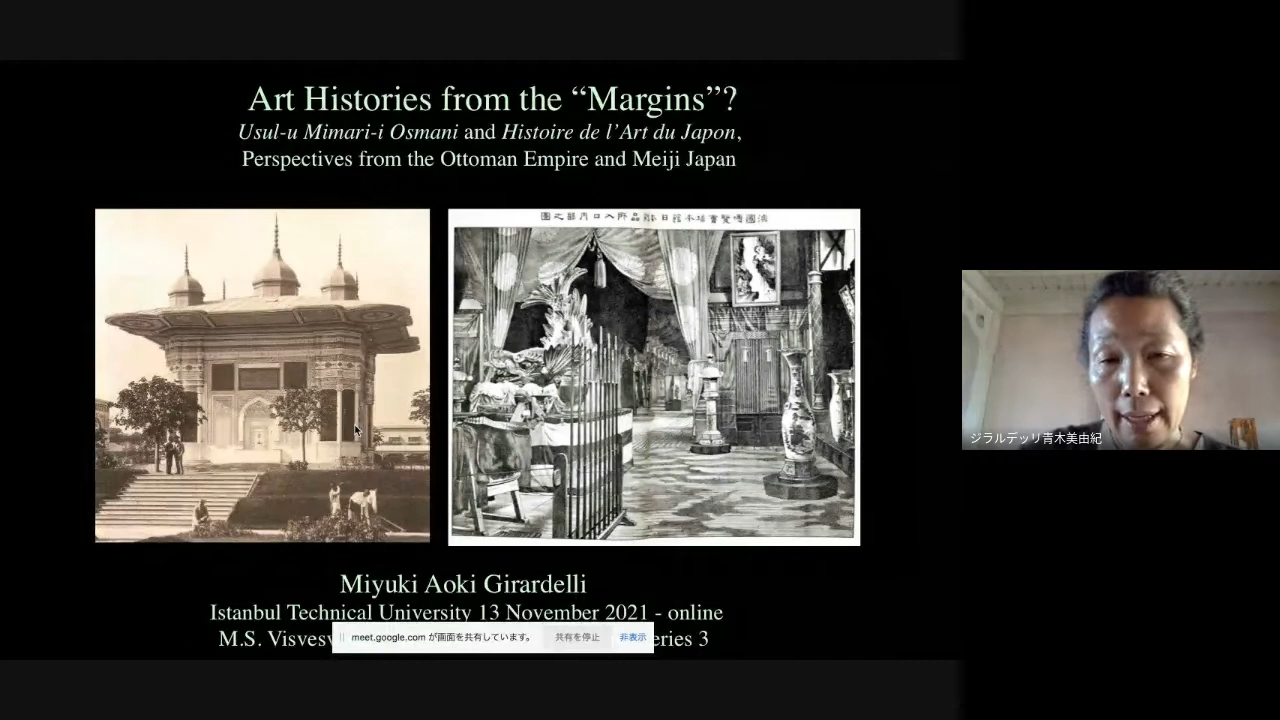 Art Histories from the “Margins”?
Usul-u Mimari-i Osmani and Histoire de l’Art du Japon,
Perspectives from the Ottoman Empire and Meiji Japan
Miyuki Aoki Girardelli
Istanbul Technical University 13 November 2021 - online
M.S. eries 3
meet.google.com が画面を共有しています。 共有を停止 非表示
ジラルデッリ青木美由紀